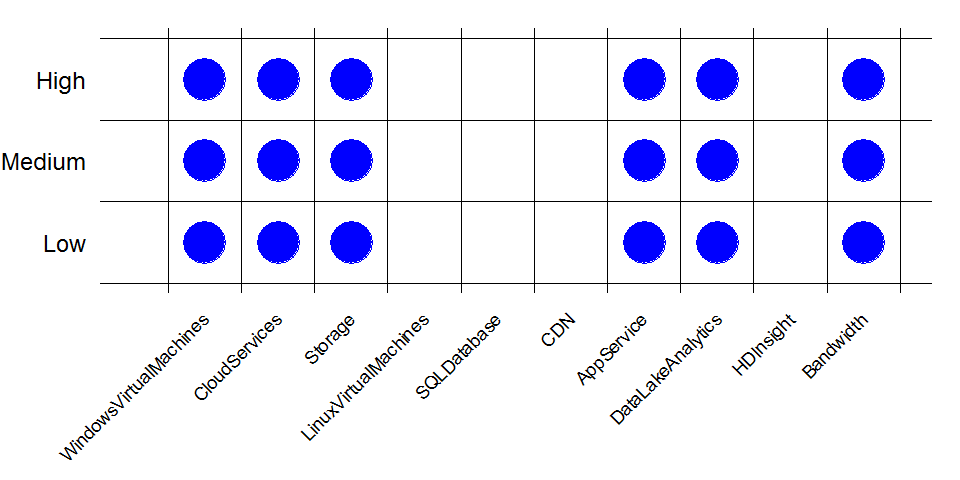 High
Medium
Low
WindowsVirtualMachines
CloudServices
Storage
LinuxVirtualMachines
SQLDatabase
CDN
AppService
DataLakeAnalytics
HDInsight
Bandwidth